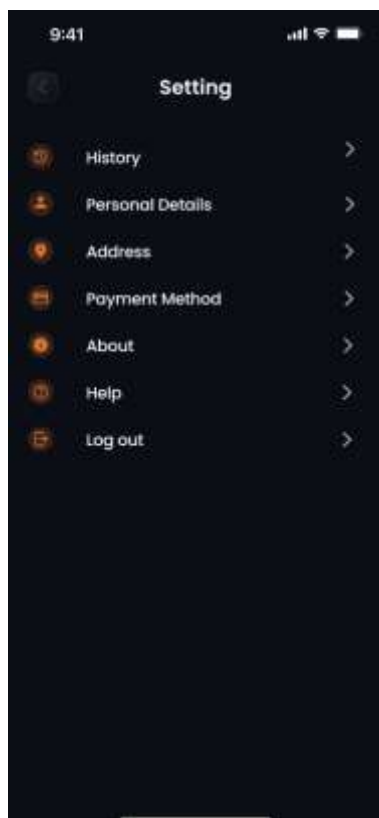 9:41
Setting
History
Personal Details
Address
Payment Method
About
Help
Log out